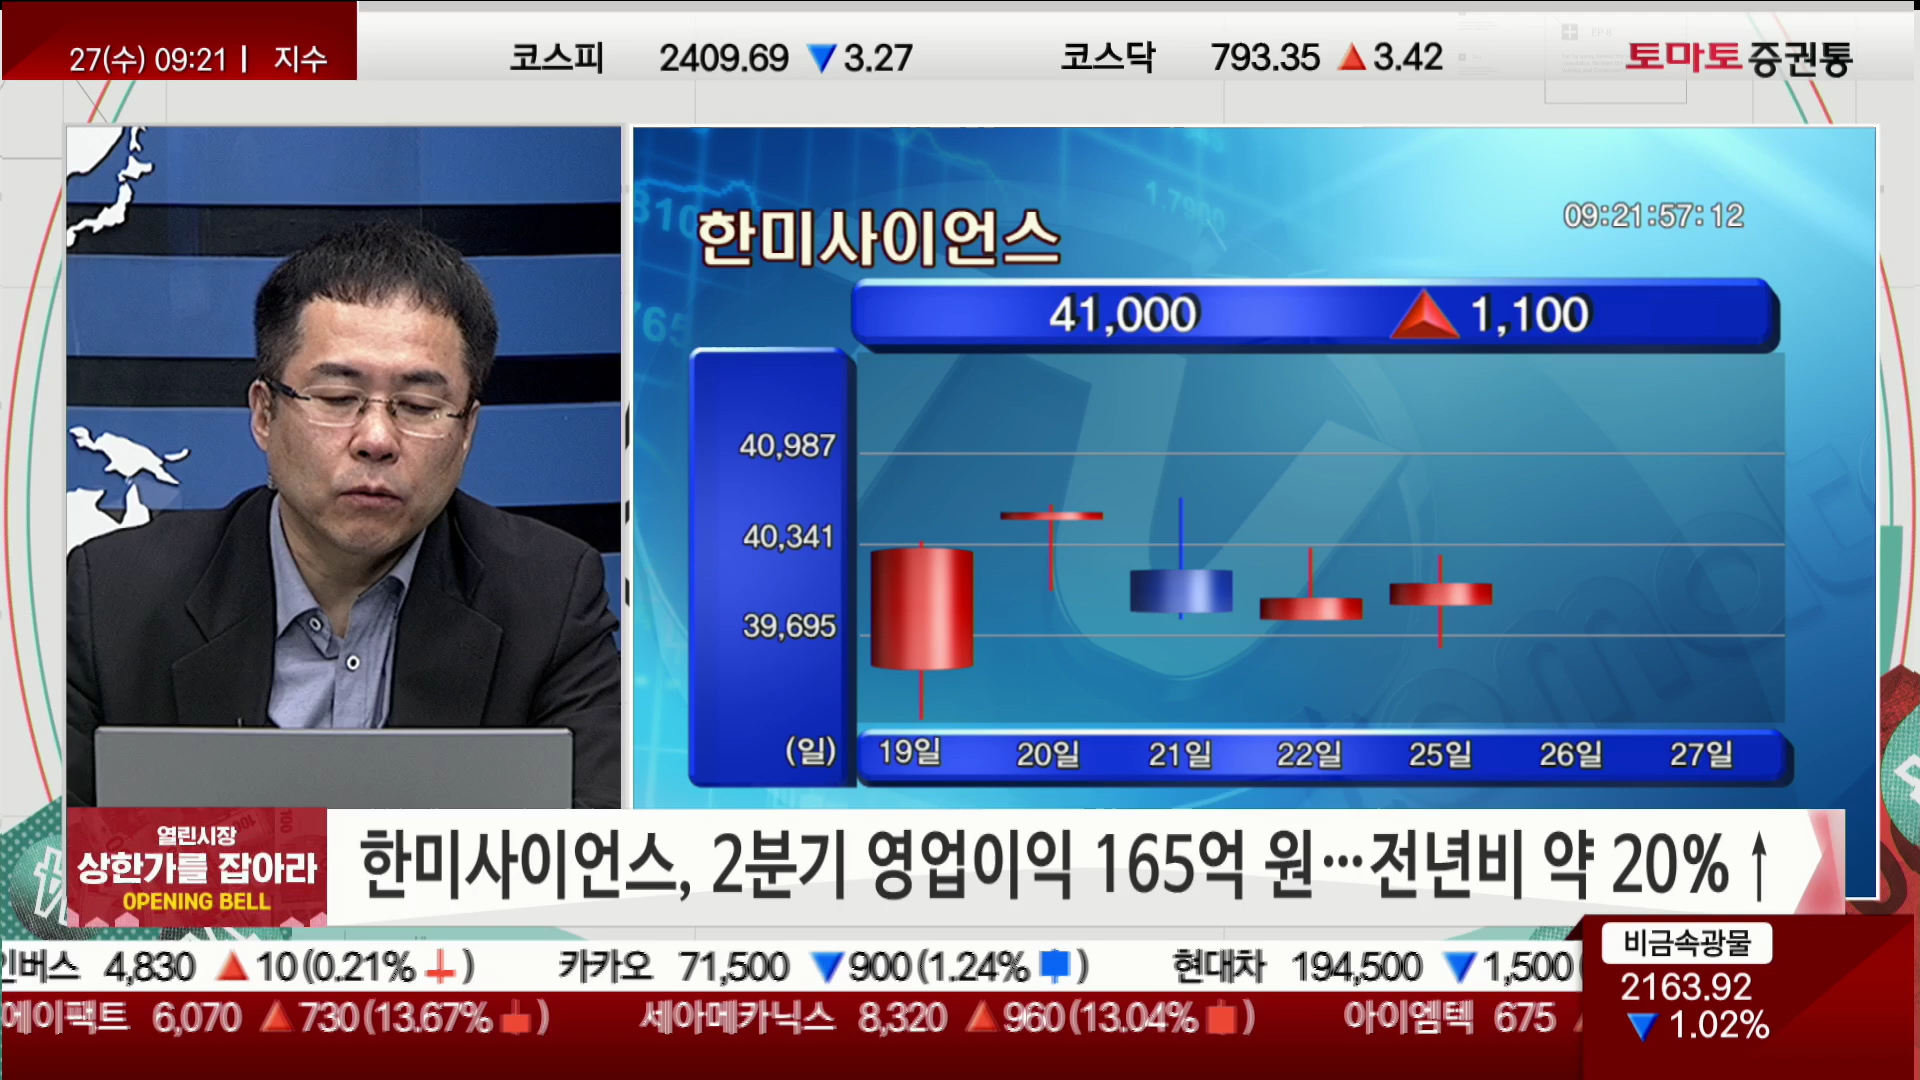 27(수) 09:21 | 지수
코스피 2409.69 ▼ 3.27
코스닥 793.35 ▲ 3.42
토마토증권통
한미사이언스
09:21:57:12
41,000 ▲ 1,100
40,987
40,341
39,695
(일) 19일 20일 21일 22일 25일 26일 27일
열린시장
상한가를 잡아라
OPENING BELL
한미사이언스, 2분기 영업이익 165억 원…전년비 약 20%↑
인버스 4,830 ▲ 10 (0.21% ) 카카오 71,500 ▼ 900 (1.24% ) 현대차 194,500 ▼ 1,500 (
에이팩트 6,070 ▲ 730 (13.67% ) 세아메카닉스 8,320 ▲ 960 (13.04% ) 아이엠텍 675
비금속광물
2163.92
▼ 1.02%